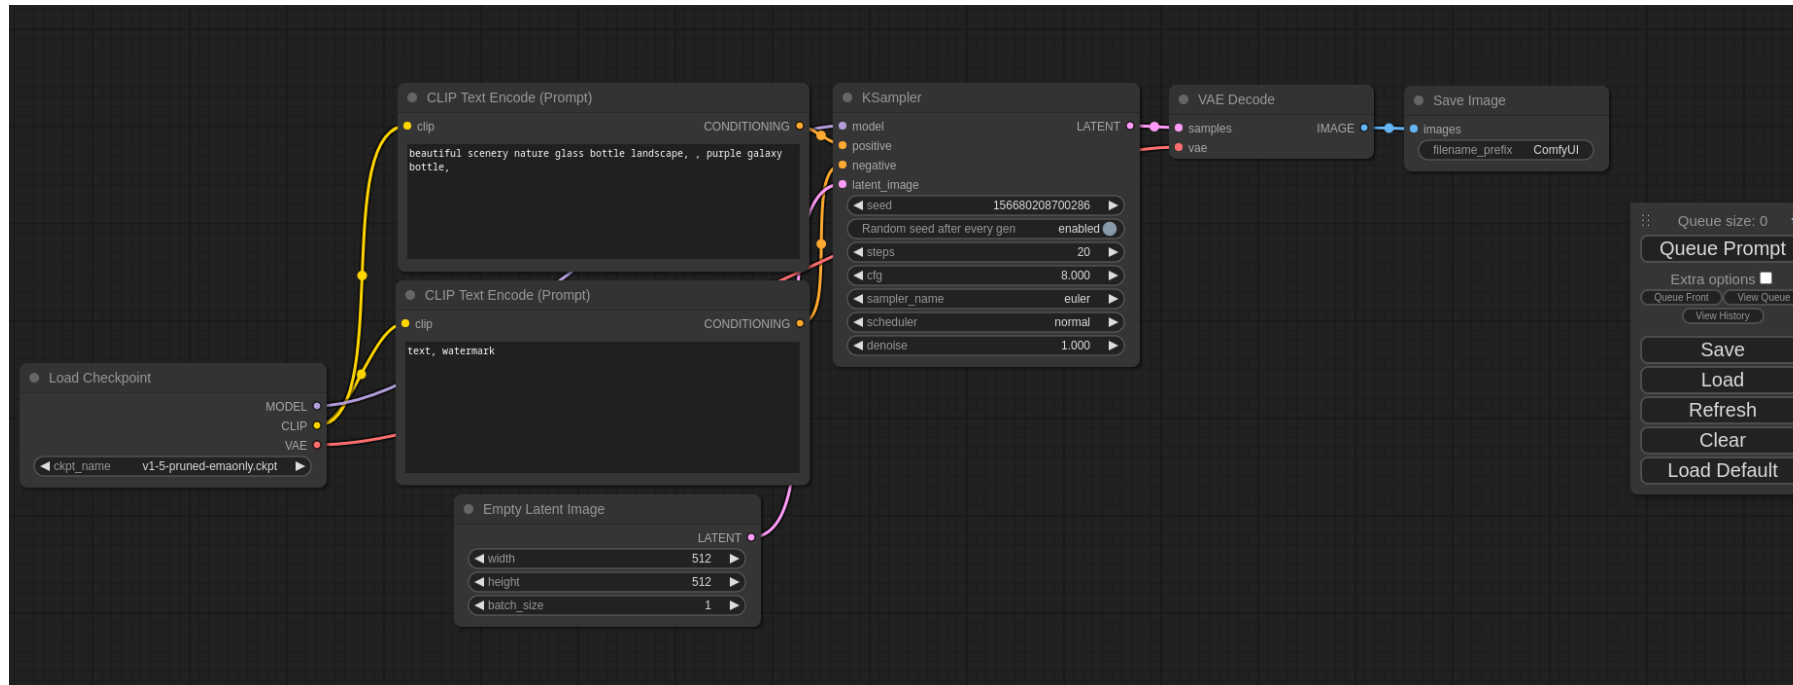 CLIP Text Encode (Prompt)
clip
CONDITIONING
beautiful scenery nature glass bottle landscape, , purple galaxy
bottle,
CLIP Text Encode (Prompt)
clip
CONDITIONING
text, watermark
Load Checkpoint
MODEL
CLIP
VAE
ckpt_name v1-5-pruned-emaonly.ckpt
Empty Latent Image
LATENT
width 512
height 512
batch_size 1
KSampler
model LATENT
positive
negative
latent_image
seed 156680208700286
Random seed after every gen enabled
steps 20
cfg 8.000
sampler_name euler
scheduler normal
denoise 1.000
VAE Decode
samples IMAGE
vae
Save Image
images
filename_prefix ComfyUI
Queue size: 0
Queue Prompt
Extra options
Queue Front View Queue
View History
Save
Load
Refresh
Clear
Load Default